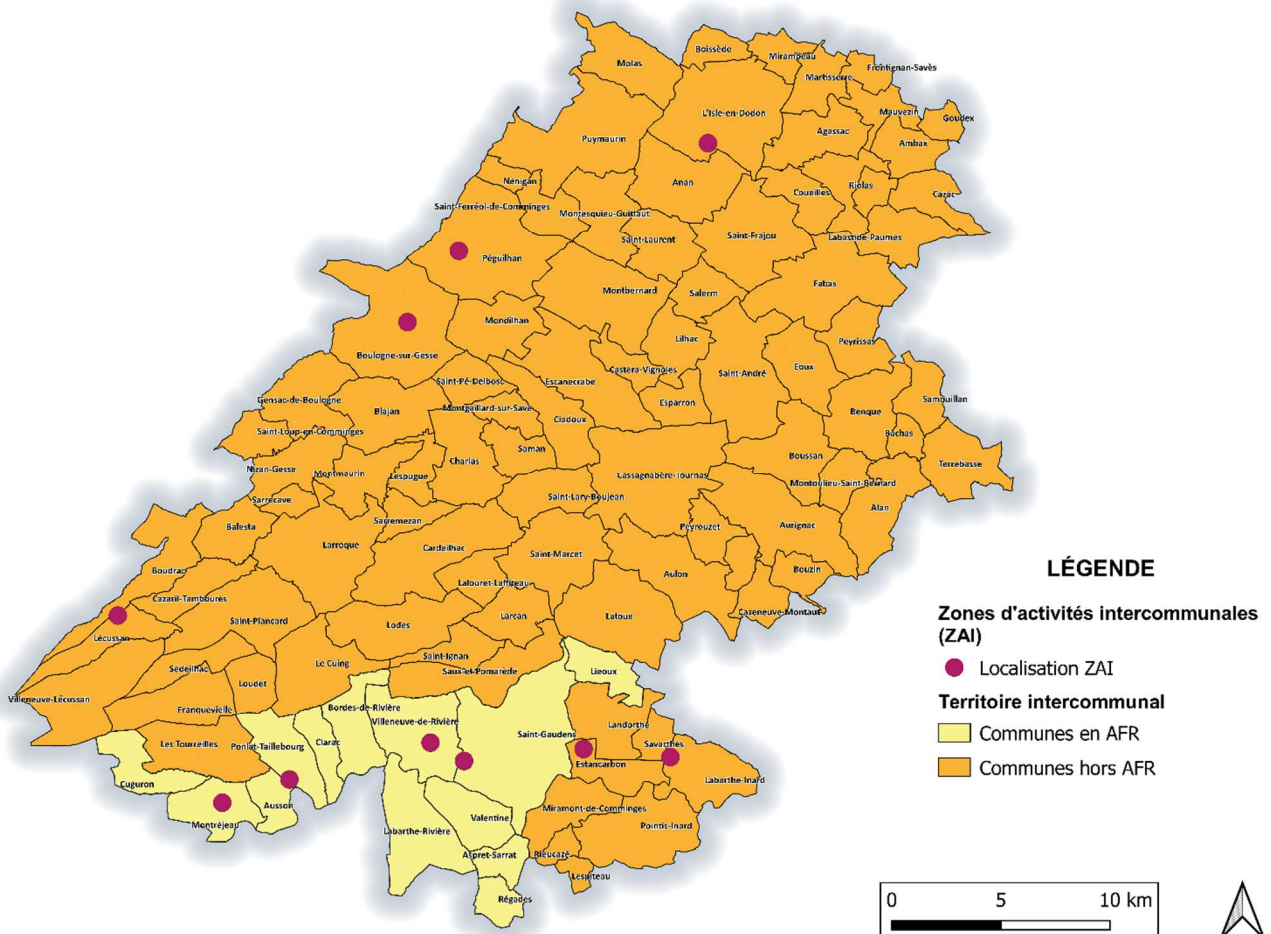 Molas
Boissède
Mirampeau
Frontignan-Savès
Martisserre
L'Isle-en-Dodon
Mauvezin
Goudex
Puymaurin
Agassac
Ambax
Nénigan
Anan
Coueilles
Riolas
Cazac
Saint-Ferréol-de-Comminges
Montesquieu-Guittaut
Saint-Laurent
Saint-Frajou
Labastide-Paumès
Péguilhan
Montbernard
Salerm
Fabas
Mondilhan
Lilhac
Peyrissas
Boulogne-sur-Gesse
Castéra-Vignoles
Saint-André
Eoux
Saint-Pé-Delbosc
Escanecrabe
Gensac-de-Boulogne
Blajan
Montgaillard-sur-Save
Ciadoux
Esparron
Benque
Samouillan
Saint-Loup-en-Comminges
Bachas
Nizan-Gesse
Montmaurin
Lespugue
Charlas
Saman
Cassagnabère-Tournas
Boussan
Terrebasse
Montoulieu-Saint-Bernard
Sarrecave
Saint-Lary-Boujean
Alan
Balesta
Sarremezan
Peyrouzet
Aurignac
Larroque
Cardeilhac
Saint-Marcet
Boudrac
Aulon
Bouzin
Cazaril-Tambourès
Lalouret-Laffiteau
Lécussan
Saint-Plancard
Lodes
Larcan
Latoue
Cazeneuve-Montaut
Sédeilhac
Loudet
Le Cuing
Saint-Ignan
Saux-et-Pomarède
Lieoux
Villeneuve-Lécussan
Franquevielle
Bordes-de-Rivière
Villeneuve-de-Rivière
Saint-Gaudens
Landorthe
Les Tourreilles
Ponlat-Taillebourg
Clarac
Savarthès
Estancarbon
Cuguron
Ausson
Labarthe-Inard
Montréjeau
Labarthe-Rivière
Valentine
Miramont-de-Comminges
Pointis-Inard
Aspret-Sarrat
Rieucazé
Lespiteau
Régades
LÉGENDE
Zones d'activités intercommunales
(ZAI)
Localisation ZAI
Territoire intercommunal
Communes en AFR
Communes hors AFR
0 5 10 km